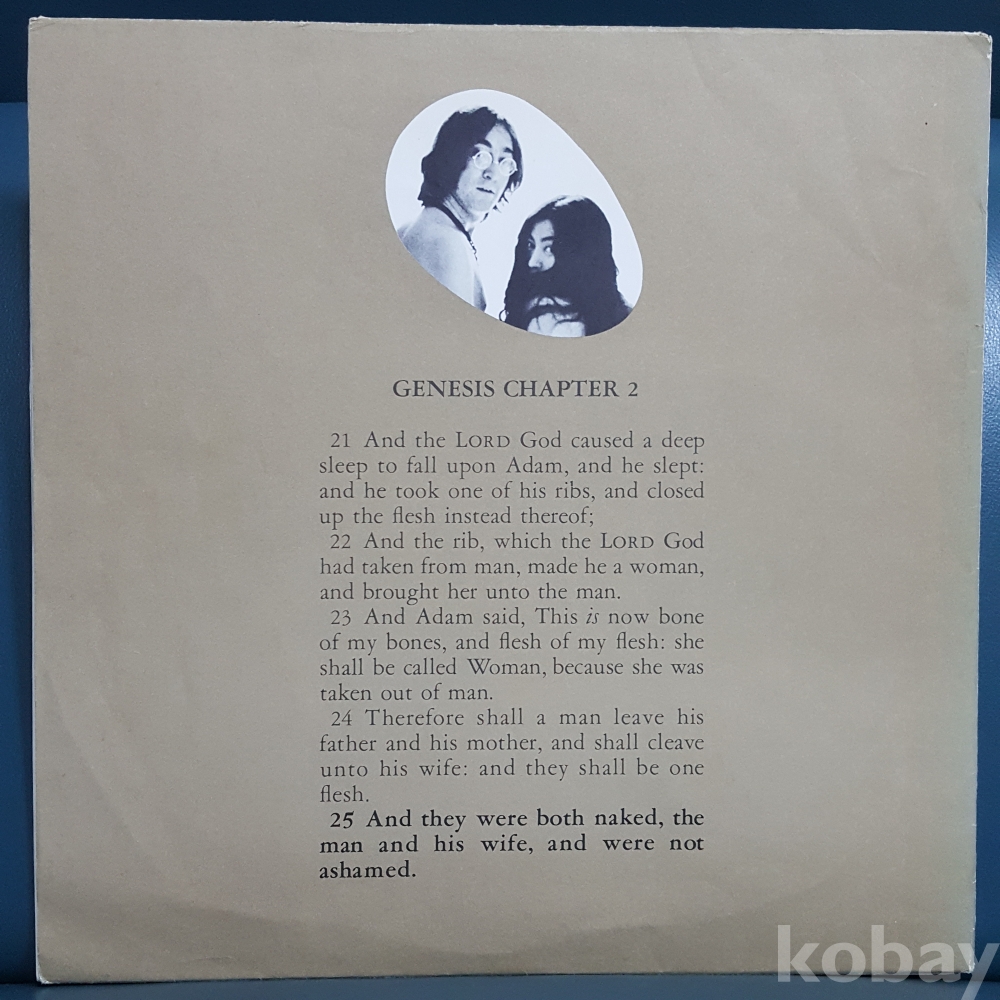 GENESIS CHAPTER 2
21 And the LORD God caused a deep
sleep to fall upon Adam, and he slept:
and he took one of his ribs, and closed
up the flesh instead thereof;
22 And the rib, which the LORD God
had taken from man, made he a woman,
and brought her unto the man.
23 And Adam said, This is now bone
of my bones, and flesh of my flesh: she
shall be called Woman, because she was
taken out of man.
24 Therefore shall a man leave his
father and his mother, and shall cleave
unto his wife: and they shall be one
flesh.
25 And they were both naked, the
man and his wife, and were not
ashamed.
kobay